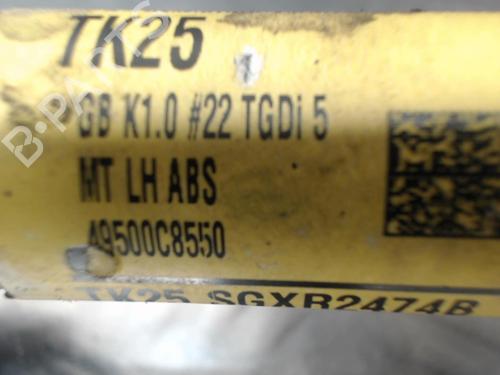 TK25
GB K1.0 #22 TGDi 5
MT LH ABS
49500C8550
TK25 SGXR2474B